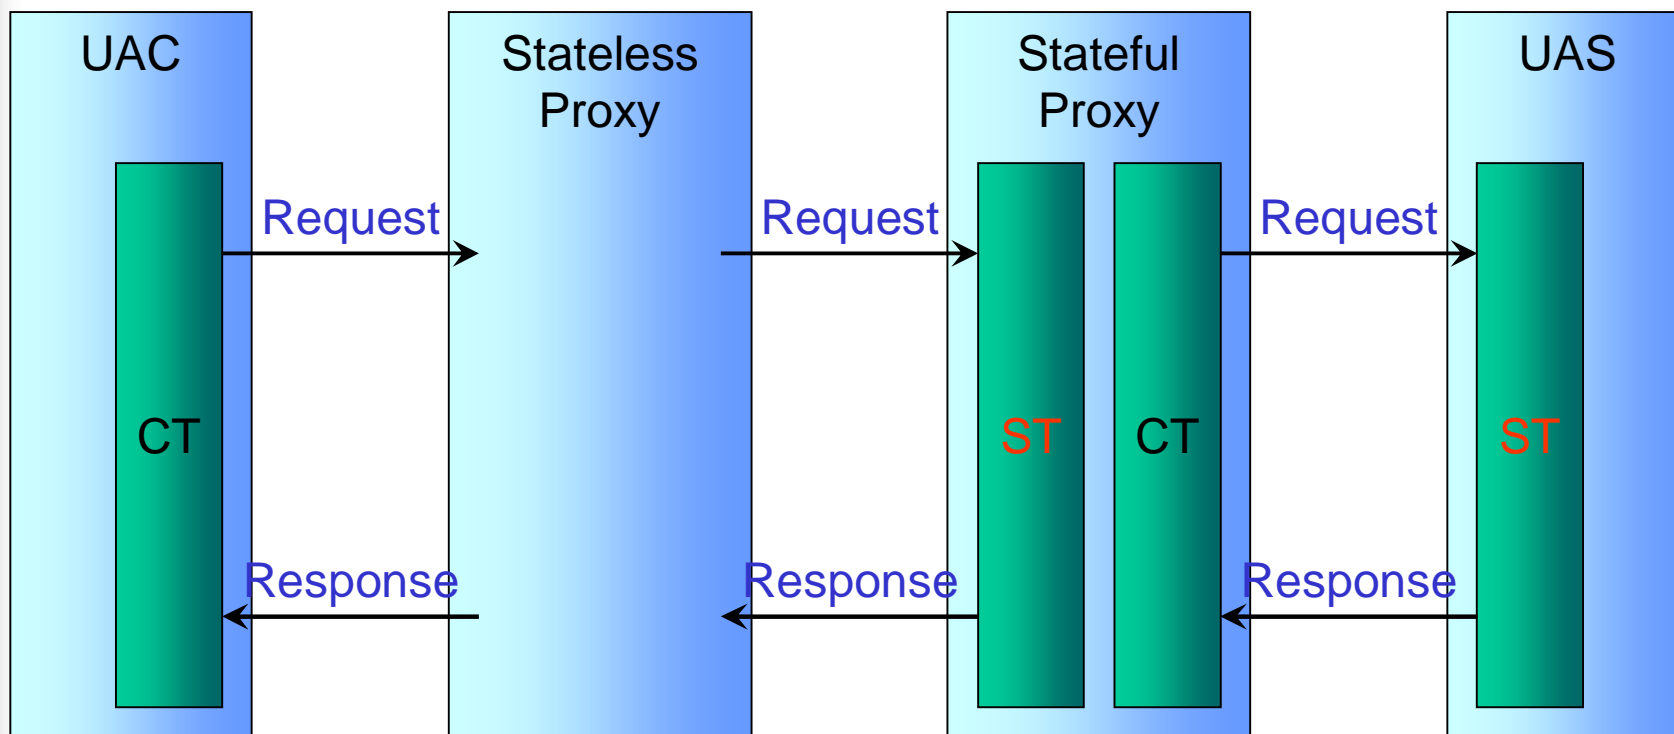 UAC
Stateless
Proxy
Stateful
Proxy
UAS
Request
Request
Request
CT
ST
CT
ST
Response
Response
Response